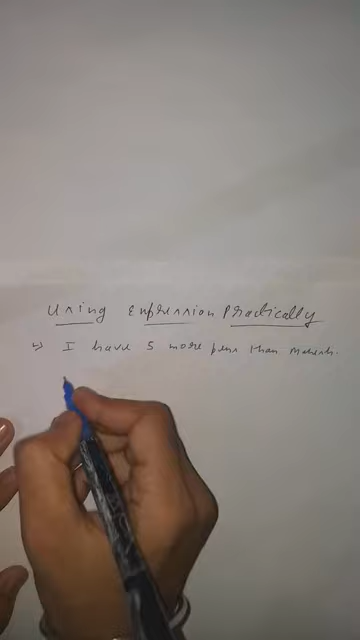 Using Expression Practically
=> I have 5 more pens than Mahesh.